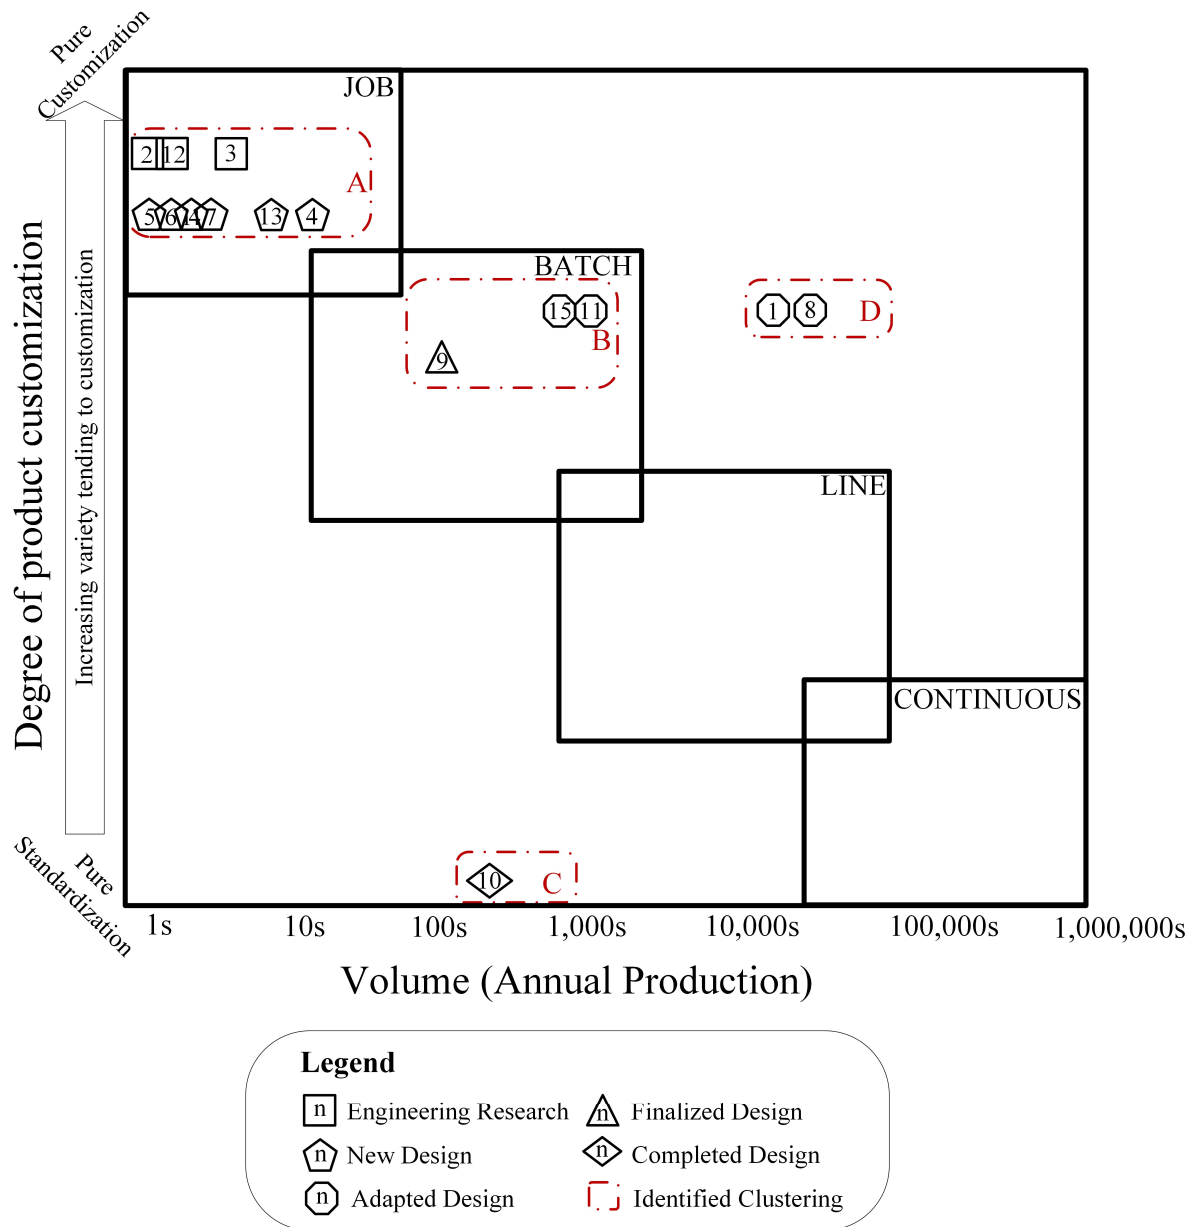 Pure
Customization
JOB
2
12
3
A
5
6
14
7
13
4
BATCH
15
11
B
9
1
8
D
LINE
CONTINUOUS
10
C
Degree of product customization
Increasing variety tending to customization
Pure
Standardization
1s
10s
100s
1,000s
10,000s
100,000s
1,000,000s
Volume (Annual Production)
Legend
n Engineering Research
n Finalized Design
n New Design
n Completed Design
n Adapted Design
Identified Clustering